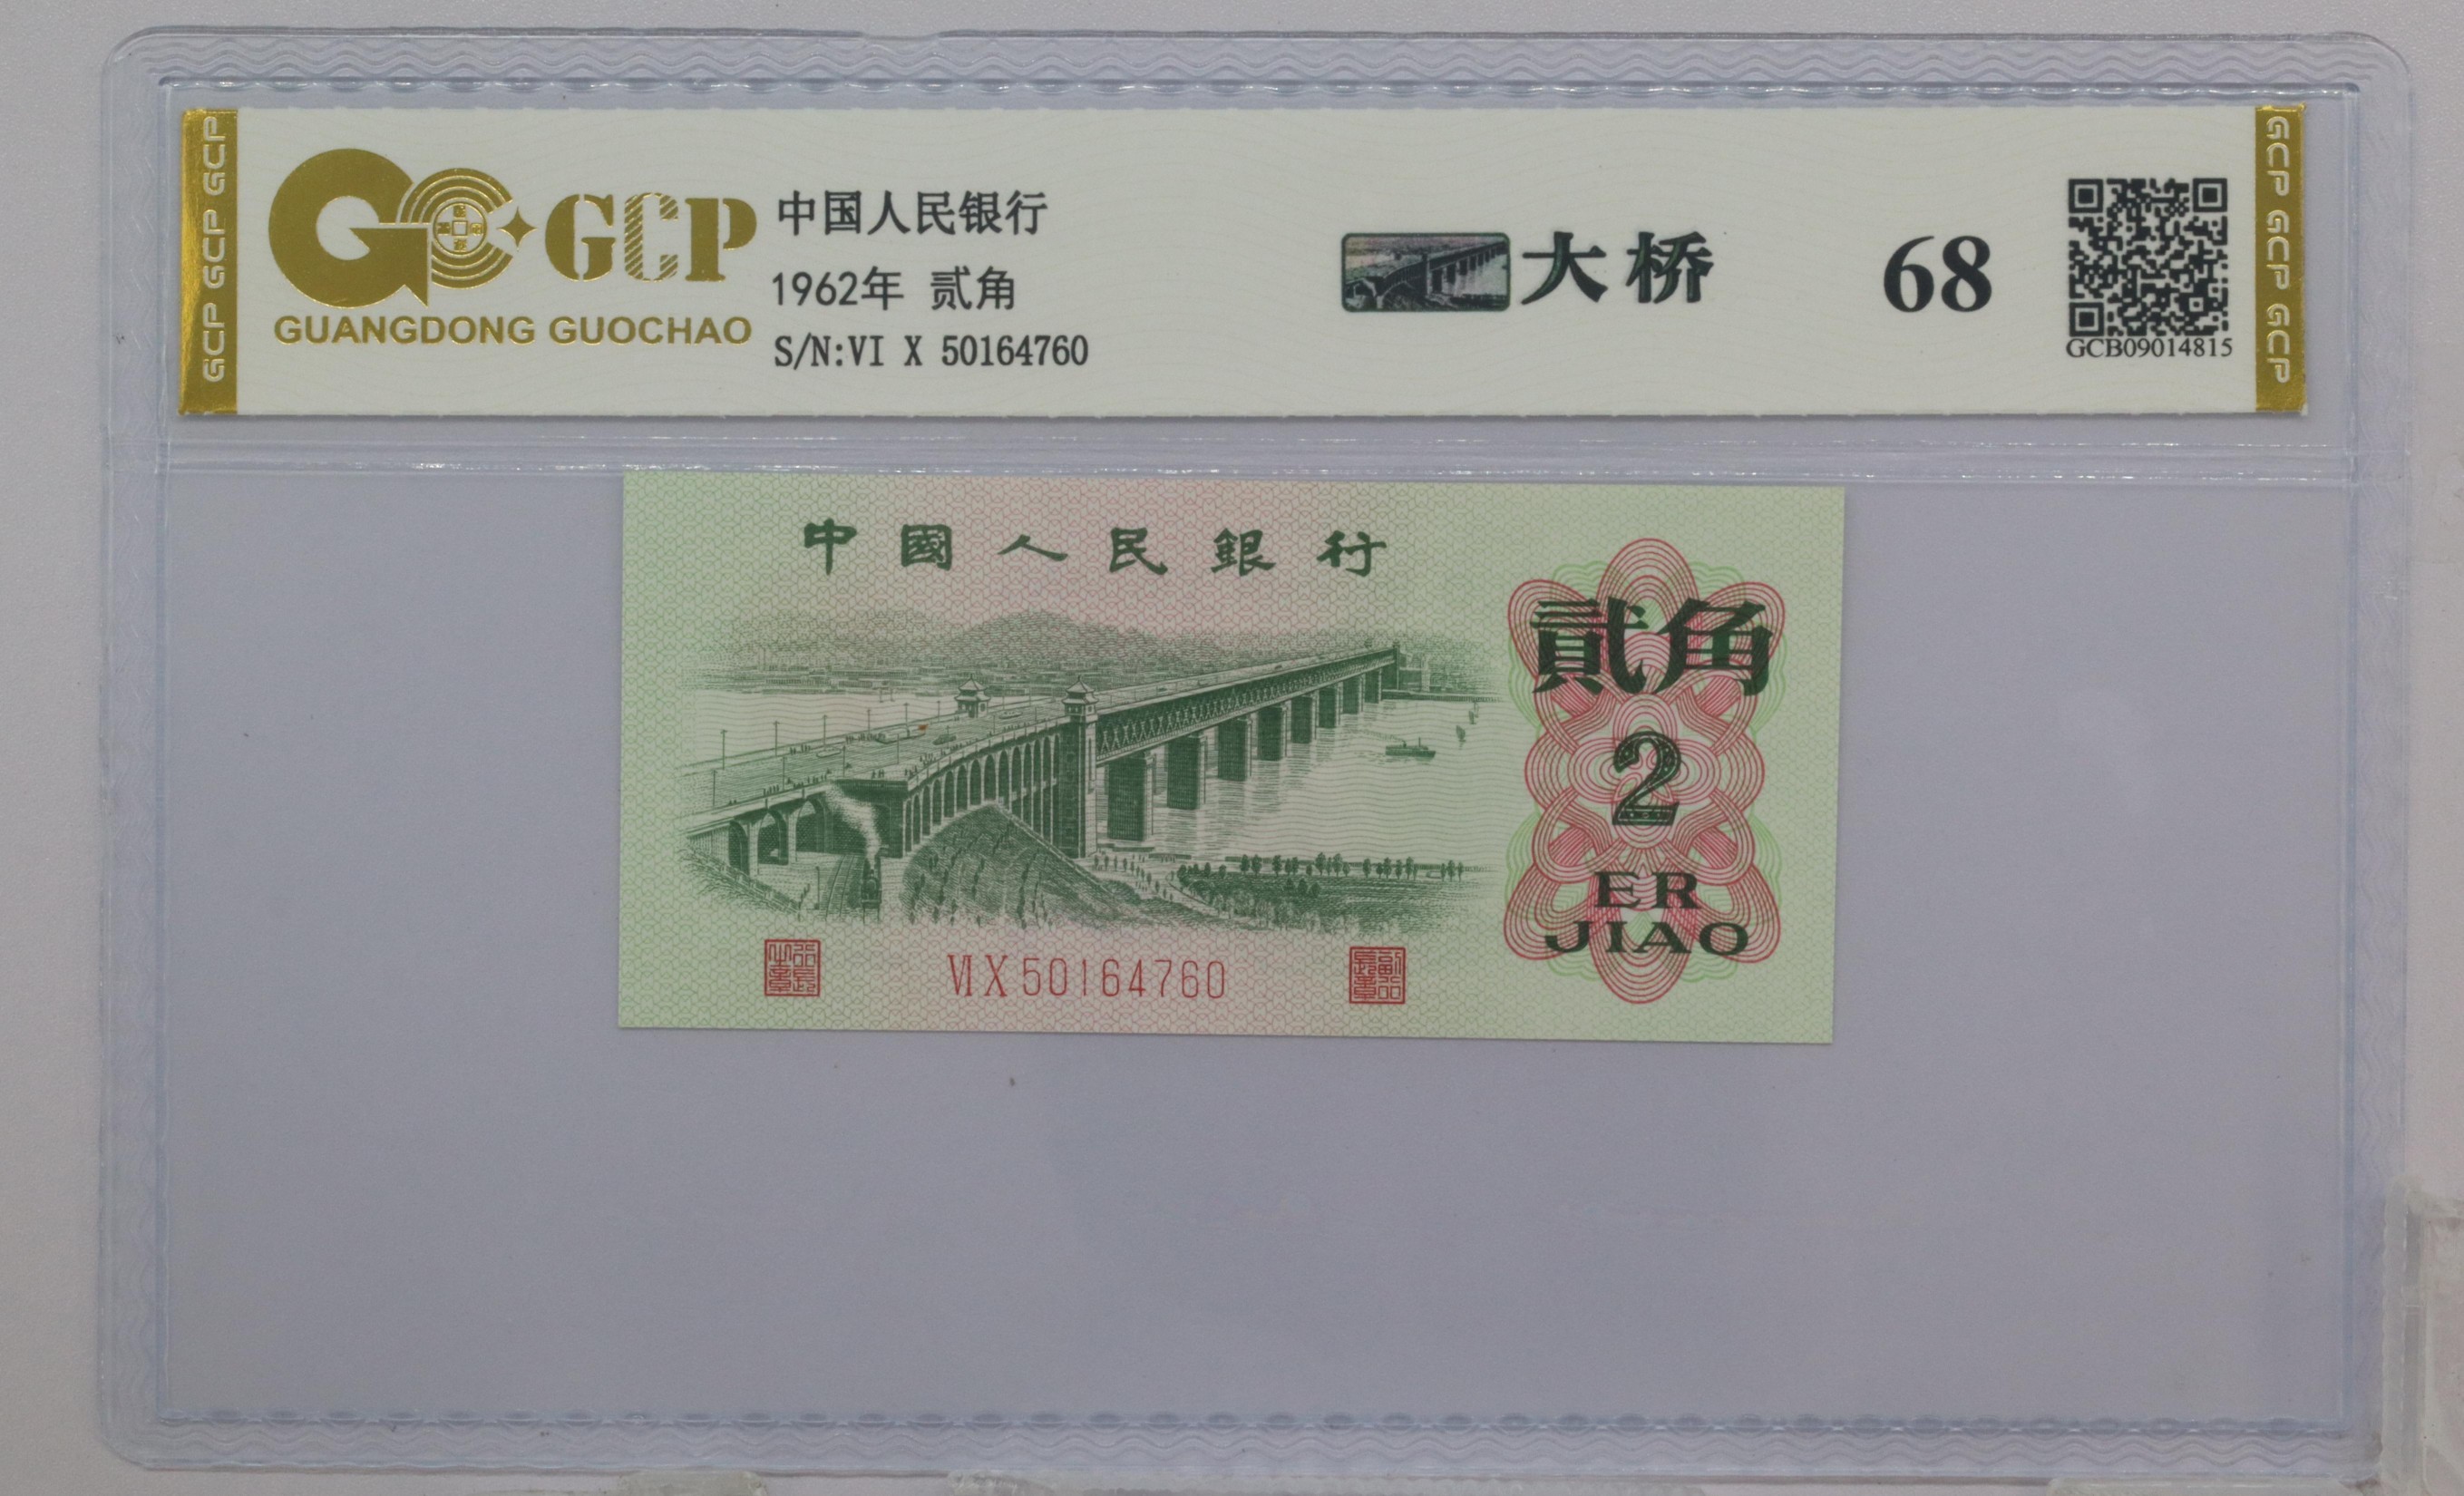 GCP GCP GCP
GCP
GUANGDONG GUOCHAO
中国人民银行
1962年 贰角
S/N:VI X 50164760
大桥
68
GCB09014815
GCP GCP GCP
中國人民銀行
貳角
2
ER
JIAO
VI X 50164760